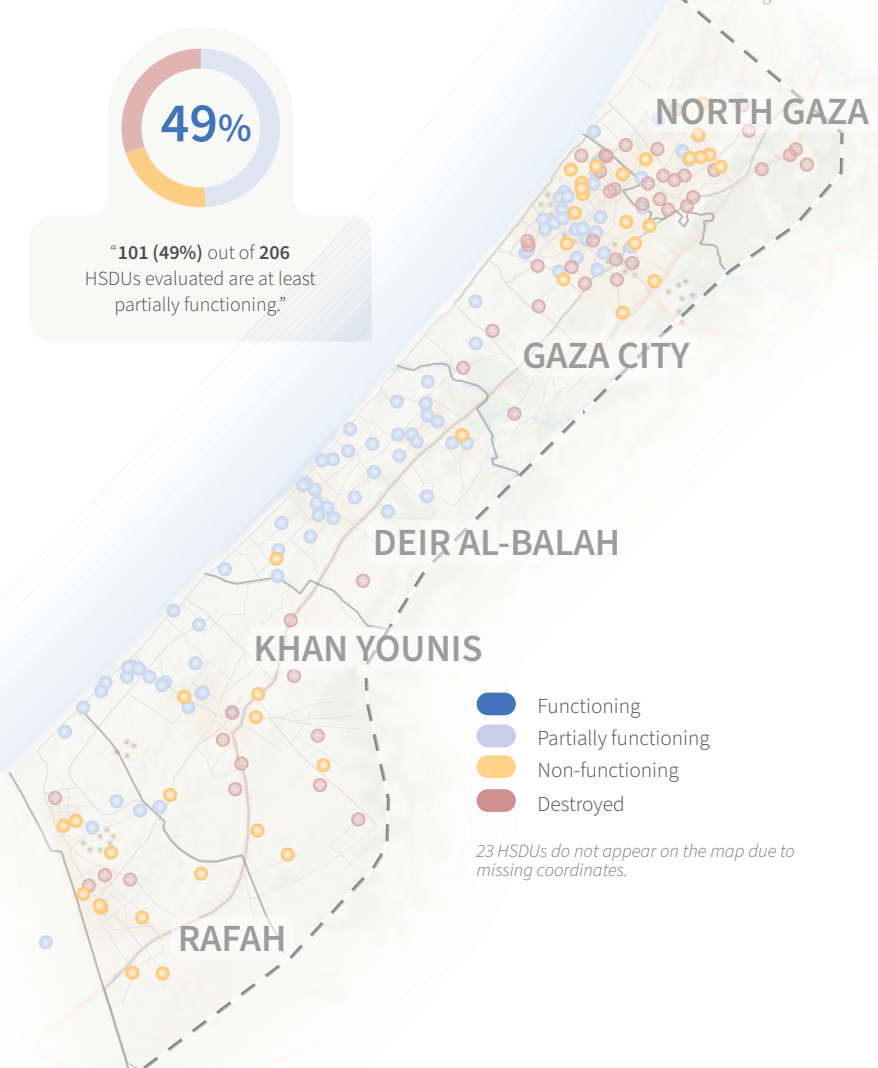 49%
“101 (49%) out of 206
HSDUs evaluated are at least
partially functioning.”
NORTH GAZA
GAZA CITY
DEIR AL-BALAH
KHAN YOUNIS
RAFAH
Functioning
Partially functioning
Non-functioning
Destroyed
23 HSDUs do not appear on the map due to
missing coordinates.